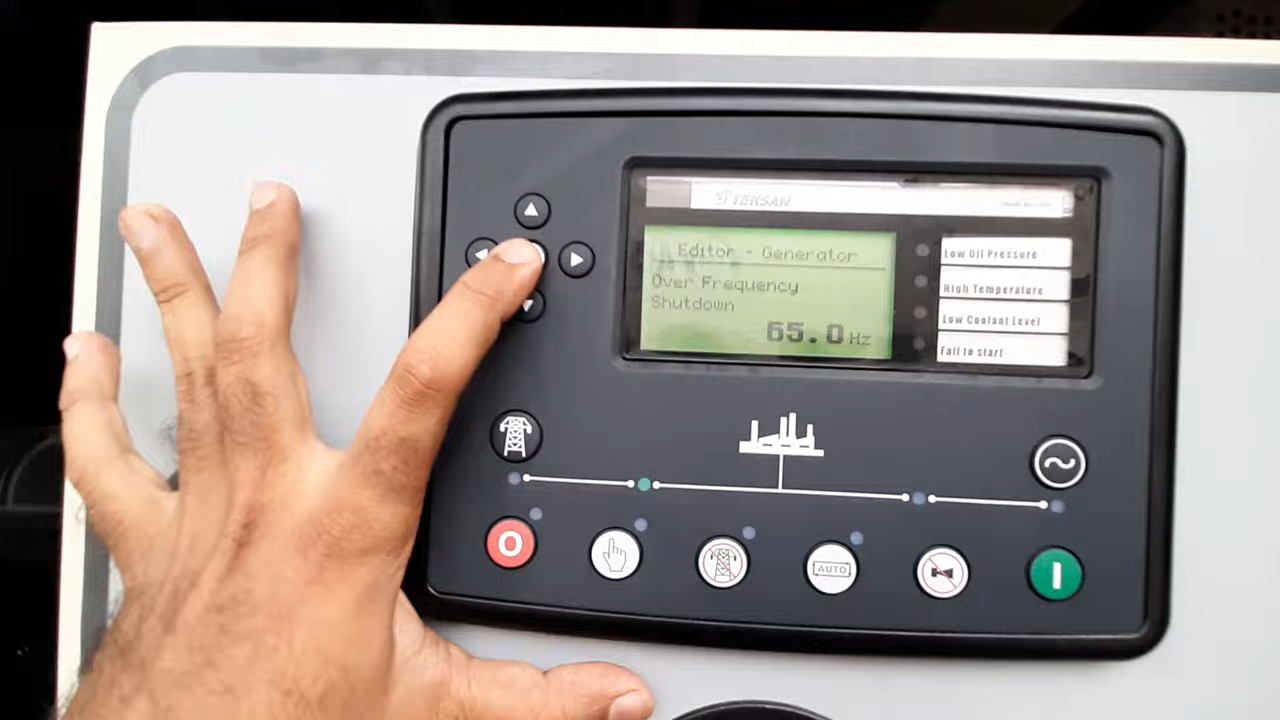 TEKSAN
Editor - Generator
Over Frequency
Shutdown
65.0 Hz
Low Oil Pressure
High Temperature
Low Coolant Level
Fail to start
AUTO